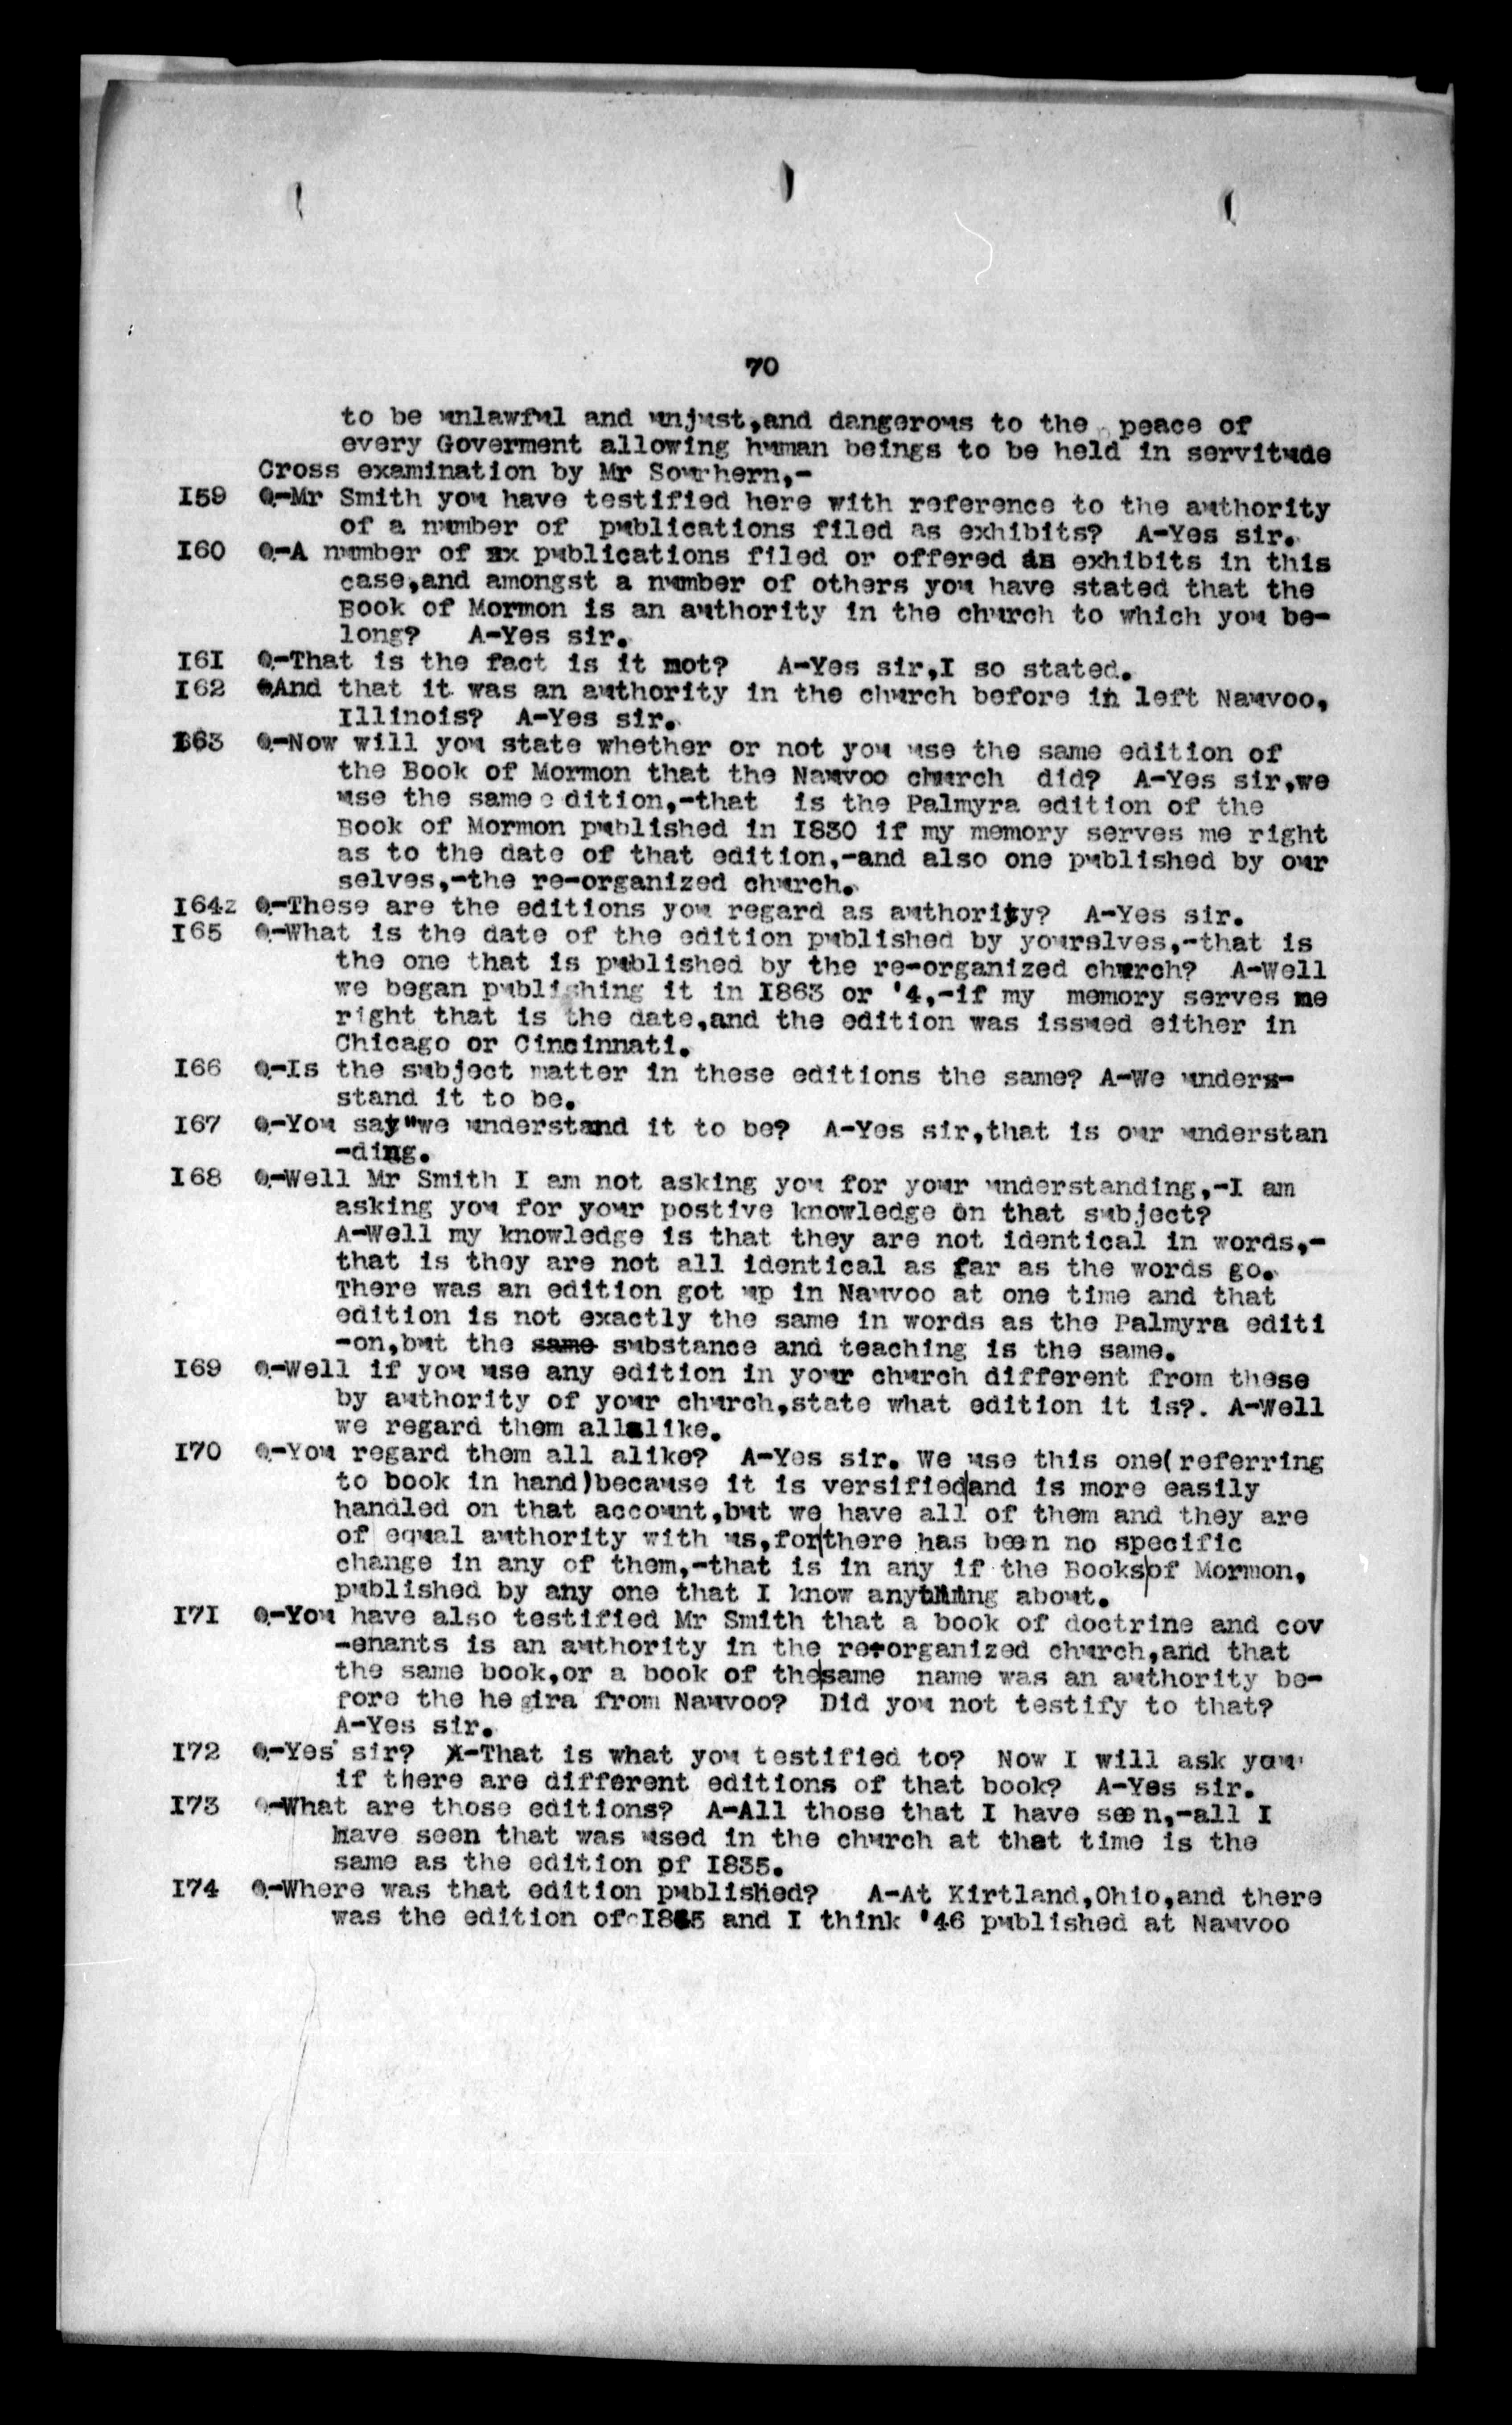 70
to be unlawful and unjust,and dangerous to the peace of
every Goverment allowing human beings to be held in servitude
Cross examination by Mr Sourhern,-
I59 Q-Mr Smith you have testified here with reference to the authority
of a number of publications filed as exhibits? A-Yes sir.
I60 Q-A number of xx publications filed or offered as exhibits in this
case,and amongst a number of others you have stated that the
Book of Mormon is an authority in the church to which you be-
long? A-Yes sir.
I6I Q-That is the fact is it not? A-Yes sir,I so stated.
I62 QAnd that it was an authority in the church before in left Nauvoo,
Illinois? A-Yes sir.
I63 Q-Now will you state whether or not you use the same edition of
the Book of Mormon that the Nauvoo church did? A-Yes sir,we
use the same edition,-that is the Palmyra edition of the
Book of Mormon published in I830 if my memory serves me right
as to the date of that edition,-and also one published by our
selves,-the re-organized church.
I64z Q-These are the editions you regard as authority? A-Yes sir.
I65 Q-What is the date of the edition published by yourselves,-that is
the one that is published by the re-organized church? A-Well
we began publishing it in I863 or '4,-if my memory serves me
right that is the date,and the edition was issued either in
Chicago or Cincinnati.
I66 Q-Is the subject matter in these editions the same? A-We unders-
stand it to be.
I67 Q-You say"we understand it to be? A-Yes sir,that is our understan
-ding.
I68 Q-Well Mr Smith I am not asking you for your understanding,-I am
asking you for your postive knowledge on that subject?
A-Well my knowledge is that they are not identical in words,-
that is they are not all identical as far as the words go.
There was an edition got up in Nauvoo at one time and that
edition is not exactly the same in words as the Palmyra editi
-on,but the same substance and teaching is the same.
I69 Q-Well if you use any edition in your church different from these
by authority of your church,state what edition it is?. A-Well
we regard them all alike.
I70 Q-You regard them all alike? A-Yes sir. We use this one(referring
to book in hand)because it is versified|and is more easily
handled on that account,but we have all of them and they are
of equal authority with us,for|there has been no specific
change in any of them,-that is in any if the Books|of Mormon,
published by any one that I know anything about.
I7I Q-You have also testified Mr Smith that a book of doctrine and cov
-enants is an authority in the re-organized church,and that
the same book,or a book of the|same name was an authority be-
fore the hegira from Nauvoo? Did you not testify to that?
A-Yes sir.
I72 Q-Yes sir? X-That is what you testified to? Now I will ask you
if there are different editions of that book? A-Yes sir.
I73 Q-What are those editions? A-All those that I have seen,-all I
have seen that was used in the church at that time is the
same as the edition of I835.
I74 Q-Where was that edition published? A-At Kirtland,Ohio,and there
was the edition of I845 and I think '46 published at Nauvoo